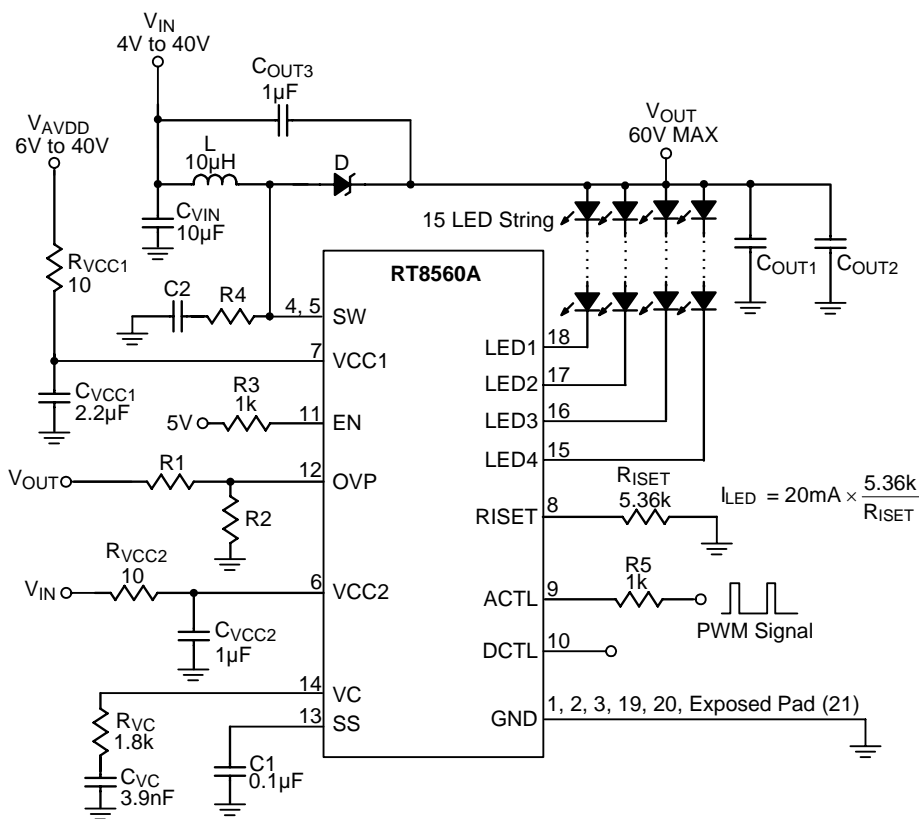 VIN
4V to 40V
COUT3
1µF
VAVDD
6V to 40V
L
10µH
D
VOUT
60V MAX
CVIN
10µF
15 LED String
RVCC1
10
COUT1
COUT2
RT8560A
C2
R4
4, 5
SW
7
VCC1
CVCC1
2.2µF
R3
1k
5V
11
EN
VOUT
R1
12
OVP
R2
RVCC2
10
VIN
6
VCC2
CVCC2
1µF
14
VC
RVC
1.8k
CVC
3.9nF
13
SS
C1
0.1µF
LED1
18
LED2
17
LED3
16
LED4
15
RISET
8
RISET
5.36k
ILED = 20mA × 5.36k / RISET
ACTL
9
R5
1k
PWM Signal
DCTL
10
GND
1, 2, 3, 19, 20, Exposed Pad (21)